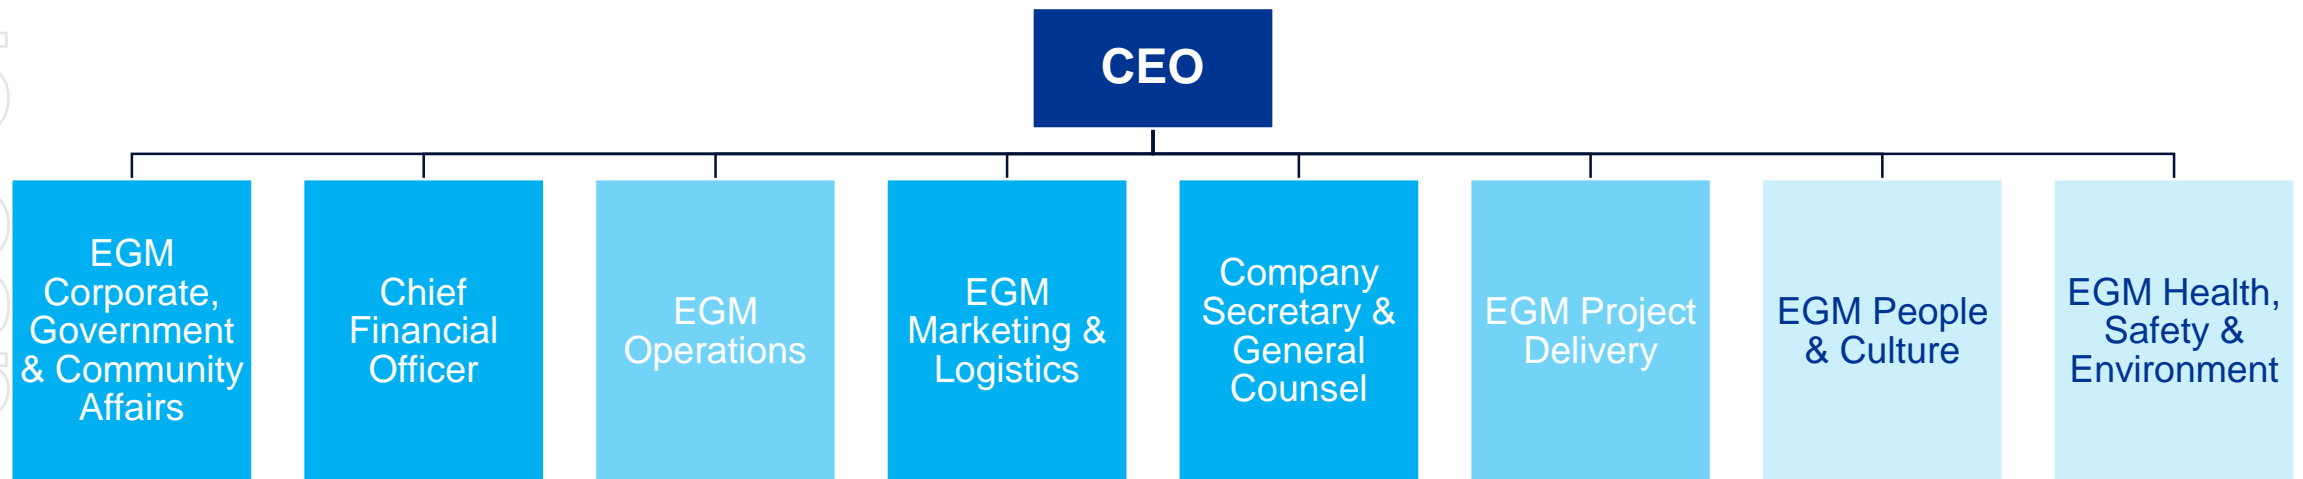 CEO
EGM
Corporate,
Government
& Community
Affairs
Chief
Financial
Officer
EGM
Operations
EGM
Marketing &
Logistics
Company
Secretary &
General
Counsel
EGM Project
Delivery
EGM People
& Culture
EGM Health,
Safety &
Environment